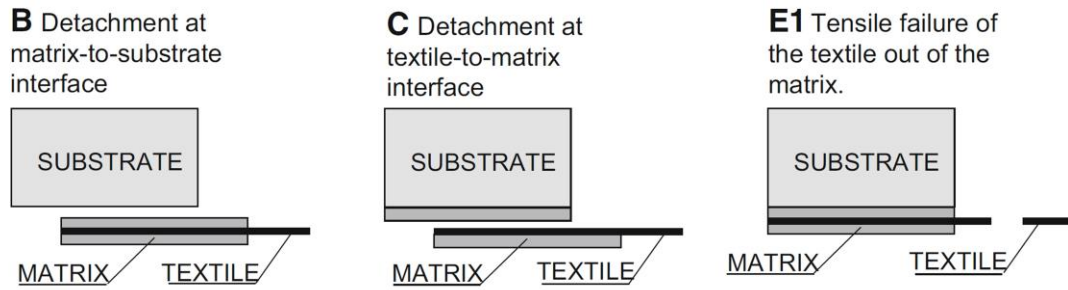 B Detachment at
matrix-to-substrate
interface
SUBSTRATE
MATRIX
TEXTILE
C Detachment at
textile-to-matrix
interface
SUBSTRATE
MATRIX
TEXTILE
E1 Tensile failure of
the textile out of the
matrix.
SUBSTRATE
MATRIX
TEXTILE